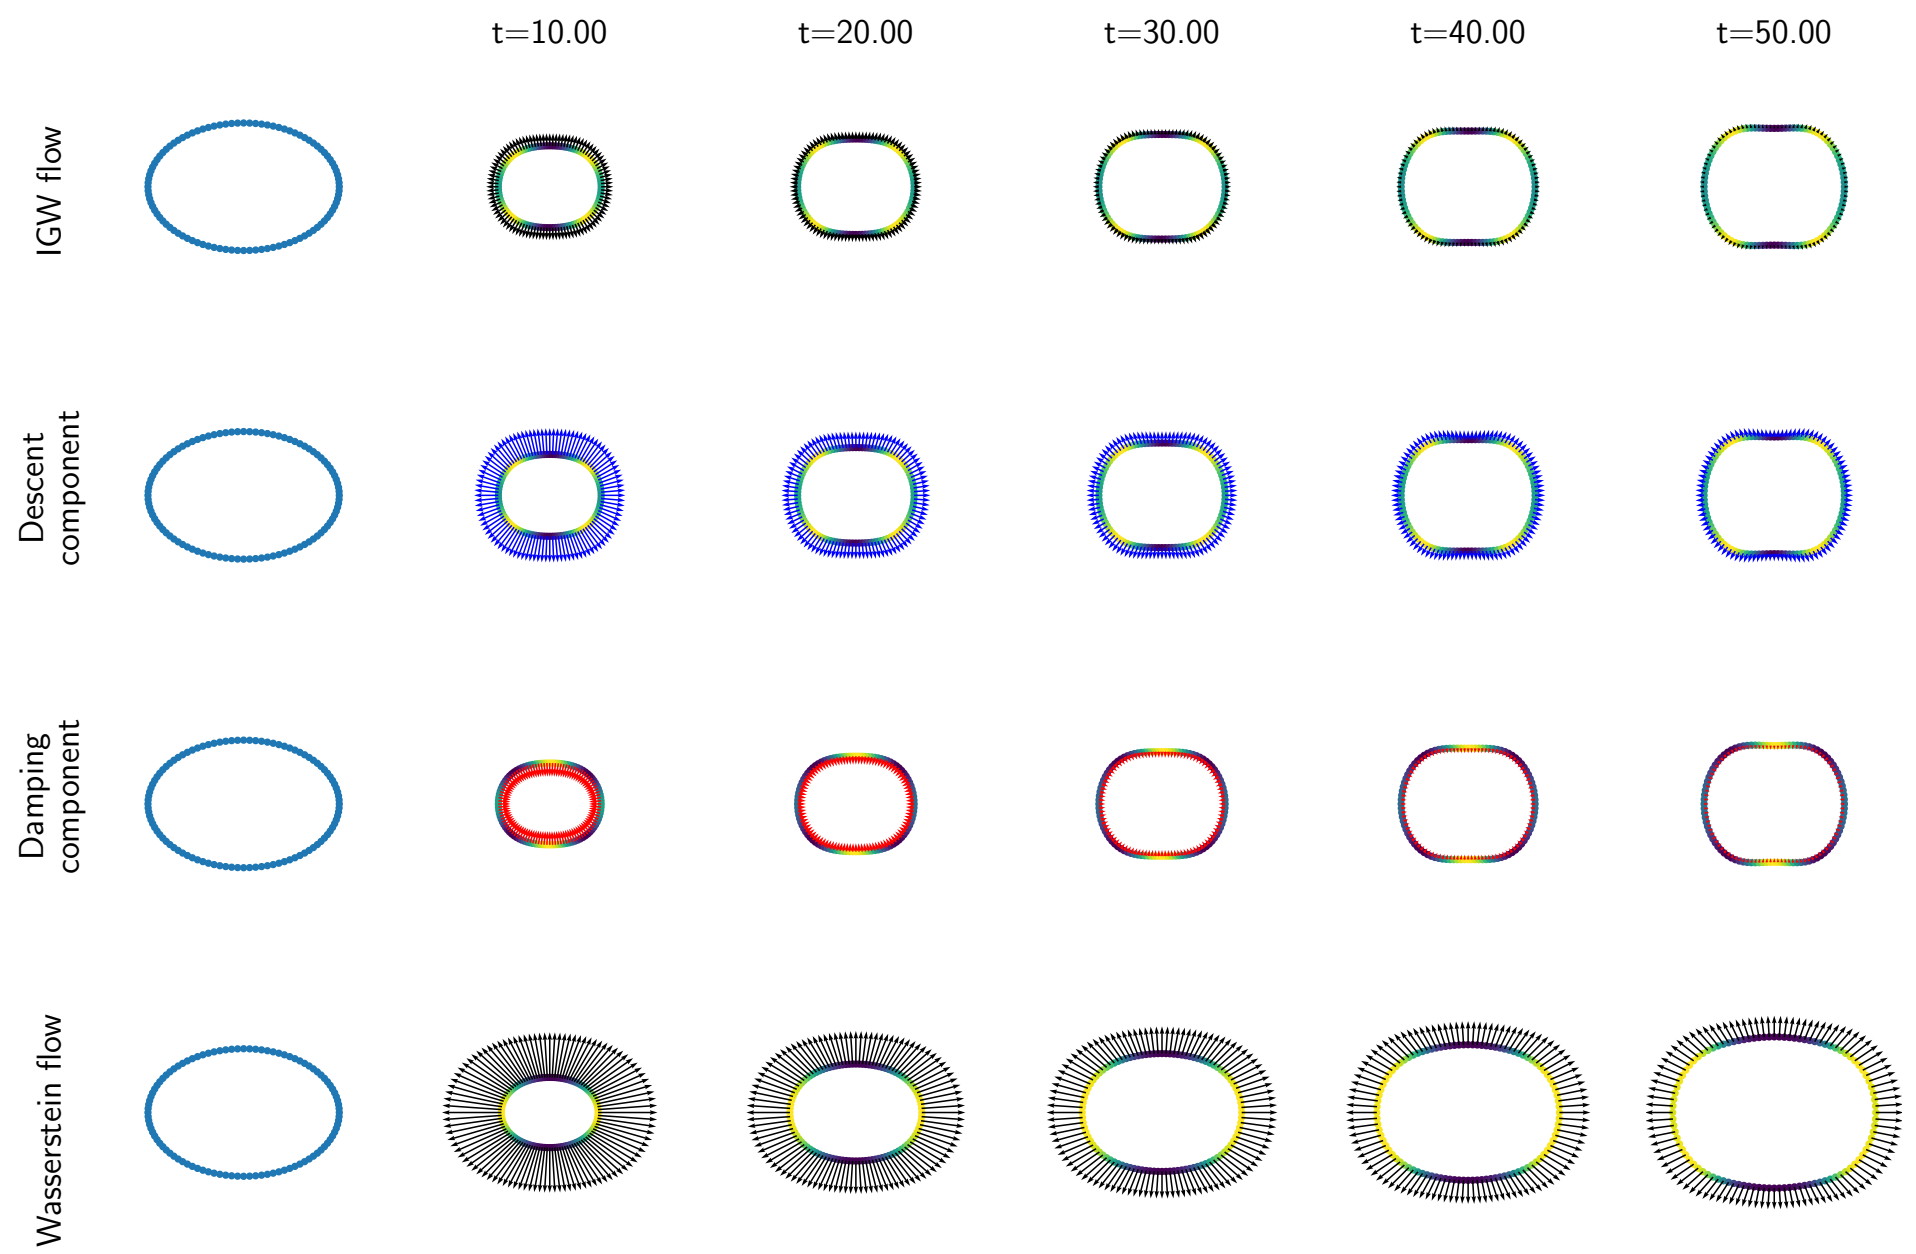 t=10.00 t=20.00 t=30.00 t=40.00 t=50.00
IGW flow
Descent
component
Damping
component
Wasserstein flow